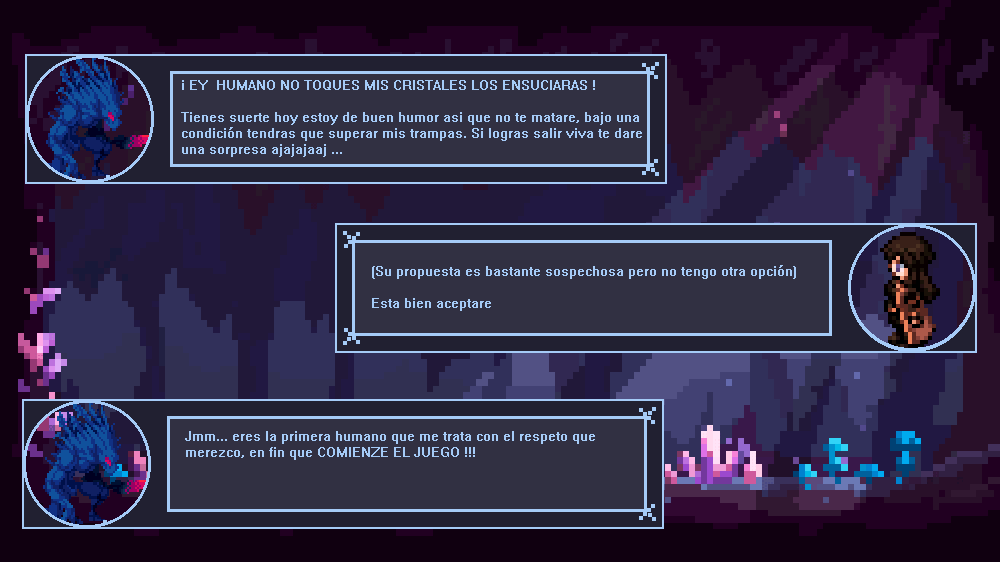 ¡ EY HUMANO NO TOQUES MIS CRISTALES LOS ENSUCIARAS !
Tienes suerte hoy estoy de buen humor asi que no te matare, bajo una
condición tendras que superar mis trampas. Si logras salir viva te dare
una sorpresa ajajajaaj ...
(Su propuesta es bastante sospechosa pero no tengo otra opción)
Esta bien aceptare
Jmm... eres la primera humano que me trata con el respeto que
merezco, en fin que COMIENZE EL JUEGO !!!